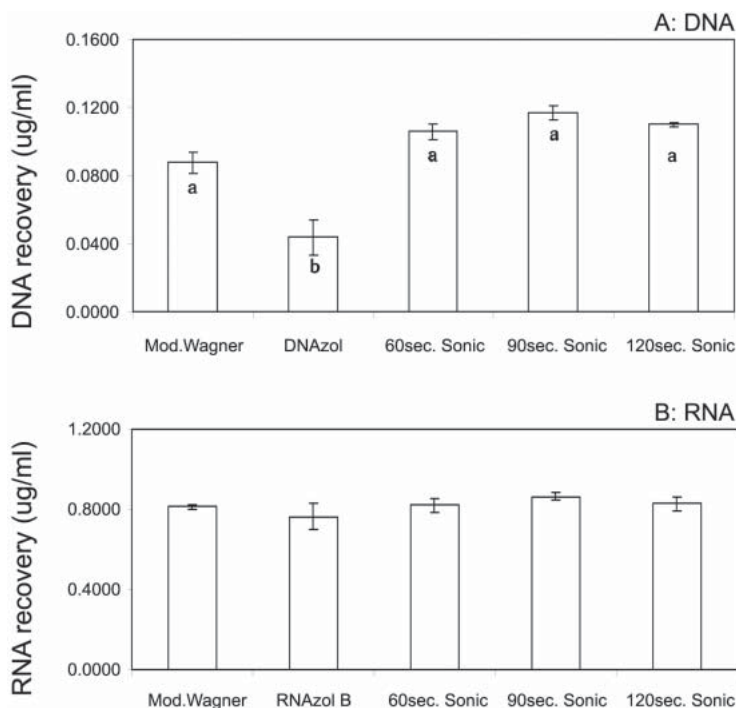 A: DNA
DNA recovery (ug/ml)
0.1600
0.1200
0.0800
0.0400
0.0000
a
b
a
a
a
Mod.Wagner DNAzol 60sec. Sonic 90sec. Sonic 120sec. Sonic
B: RNA
RNA recovery (ug/ml)
1.2000
0.8000
0.4000
0.0000
Mod.Wagner RNAzol B 60sec. Sonic 90sec. Sonic 120sec. Sonic